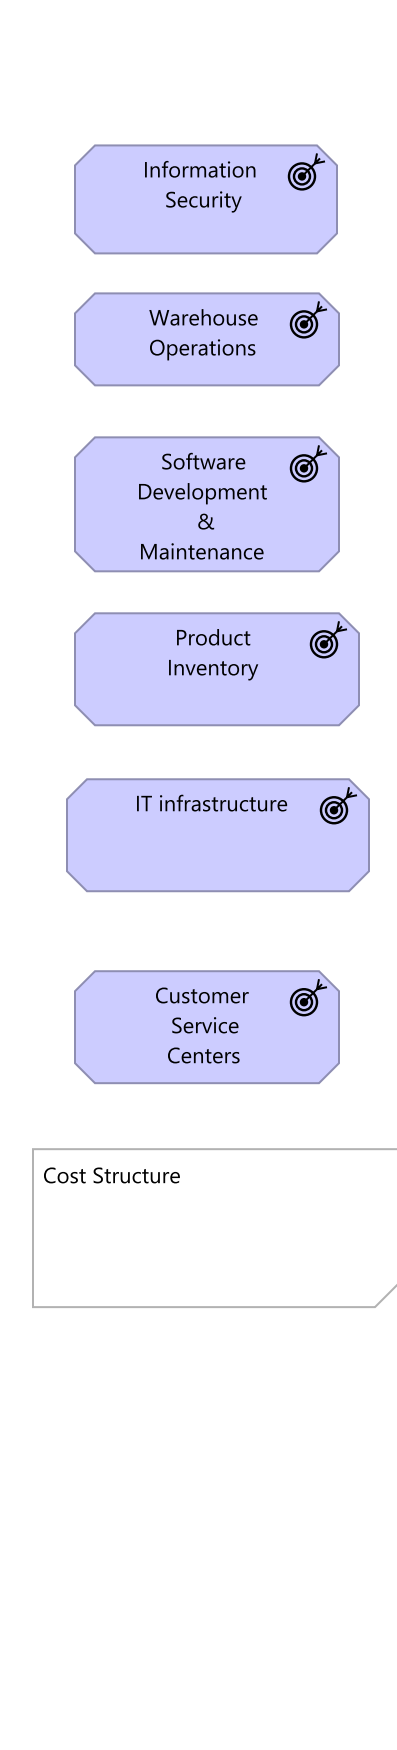 Information
Security
Warehouse
Operations
Software
Development
&
Maintenance
Product
Inventory
IT infrastructure
Customer
Service
Centers
Cost Structure